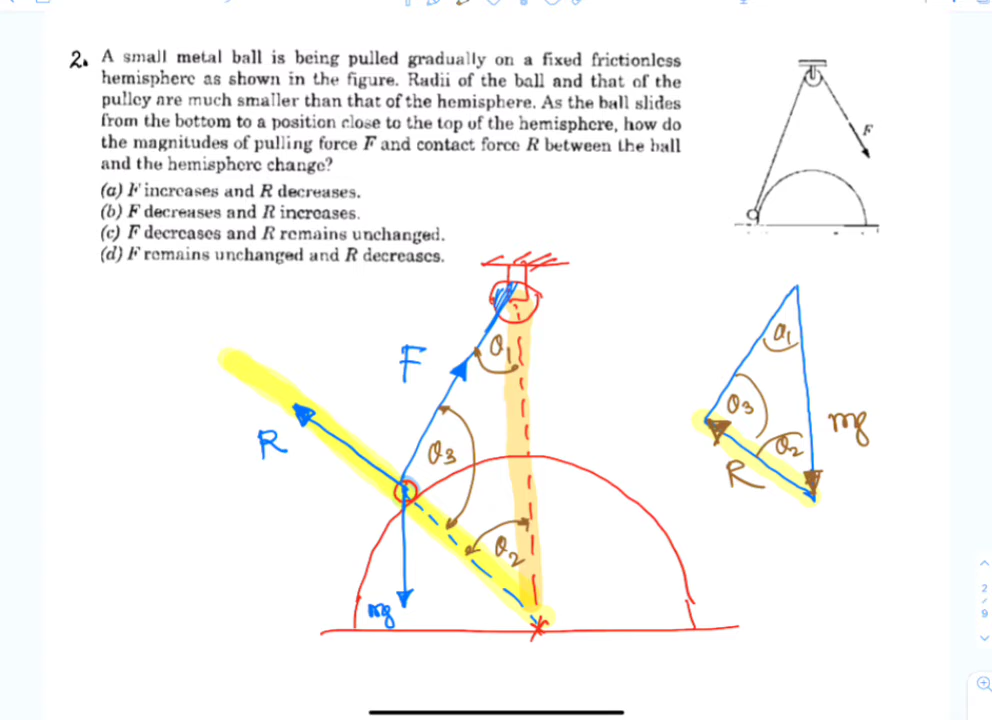 2. A small metal ball is being pulled gradually on a fixed frictionless
hemisphere as shown in the figure. Radii of the ball and that of the
pulley are much smaller than that of the hemisphere. As the ball slides
from the bottom to a position close to the top of the hemisphere, how do
the magnitudes of pulling force F and contact force R between the ball
and the hemisphere change?
(a) F increases and R decreases.
(b) F decreases and R increases.
(c) F decreases and R remains unchanged.
(d) F remains unchanged and R decreases.
F
F
θ1
R
θ3
θ2
mg
θ1
θ3
θ2
mg
R
2
/
9